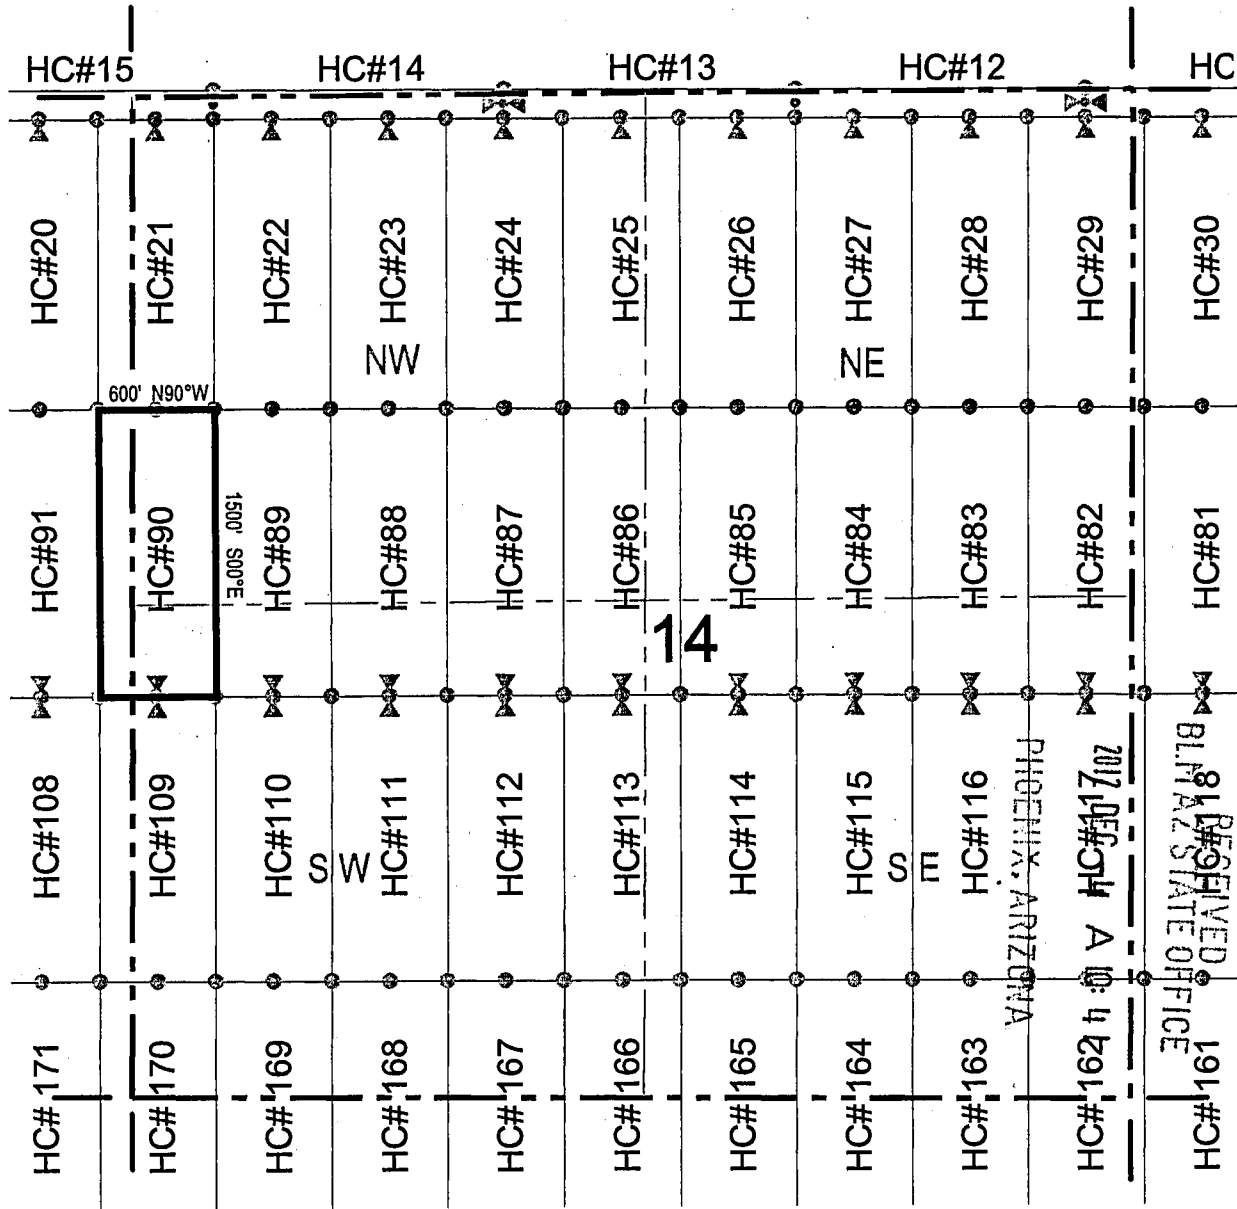 HC#15 HC#14 HC#13 HC#12 HC
HC#20 HC#21 HC#22 HC#23 HC#24 HC#25 HC#26 HC#27 HC#28 HC#29 HC#30
NW NE
600' N90°W
HC#91 HC#90 1500' S00°E HC#89 HC#88 HC#87 HC#86 HC#85 HC#84 HC#83 HC#82 HC#81
14
HC#108 HC#109 HC#110 HC#111 HC#112 HC#113 HC#114 HC#115 HC#116 HC#117 HC#118
SW SE
RECEIVED
BLM AZ STATE OFFICE
2012 DEC
PHOENIX, ARIZONA
HC# 171 HC# 170 HC# 169 HC# 168 HC# 167 HC# 166 HC# 165 HC# 164 HC# 163 HC# 162 HC# 161